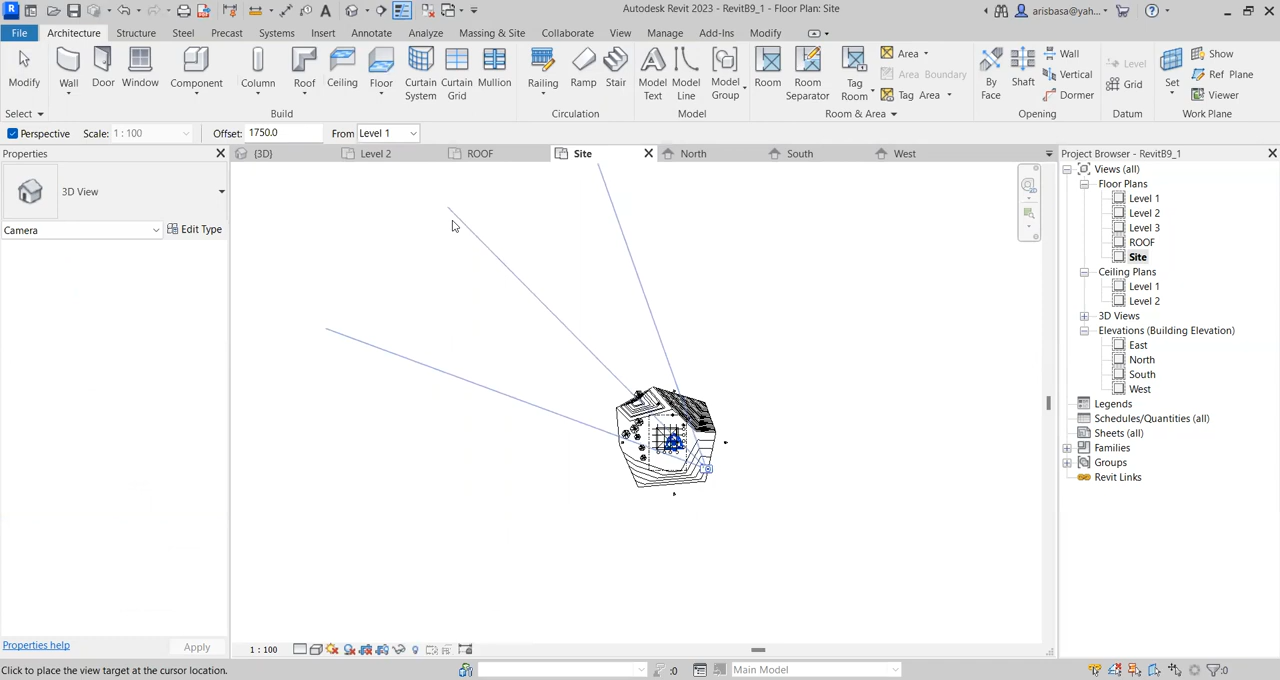 Autodesk Revit 2023 - RevitB9_1 - Floor Plan: Site
arisbasa@yah...
File Architecture Structure Steel Precast Systems Insert Annotate Analyze Massing & Site Collaborate View Manage Add-Ins Modify
Modify Wall Door Window Component Column Roof Ceiling Floor Curtain System Curtain Grid Mullion Railing Ramp Stair Model Text Model Line Model Group Room Room Separator Tag Room Area Area Boundary Tag Area By Face Shaft Wall Vertical Dormer Level Grid Set Show Ref Plane Viewer
Select Build Circulation Model Room & Area Opening Datum Work Plane
Perspective Scale: 1 : 100 Offset: 1750.0 From Level 1
Properties
{3D} Level 2 ROOF Site North South West
Project Browser - RevitB9_1
3D View
Camera Edit Type
Views (all)
Floor Plans
Level 1
Level 2
Level 3
ROOF
Site
Ceiling Plans
Level 1
Level 2
3D Views
Elevations (Building Elevation)
East
North
South
West
Legends
Schedules/Quantities (all)
Sheets (all)
Families
Groups
Revit Links
Properties help Apply
1 : 100
Click to place the view target at the cursor location.
:0 Main Model :0